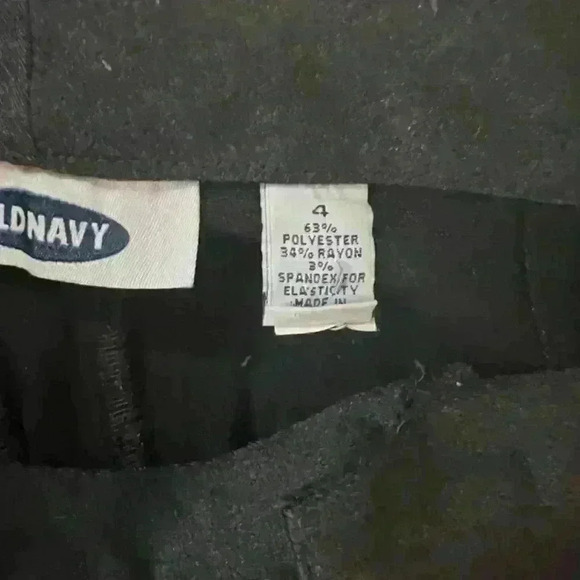 LDNAVY
4
63%
POLYESTER
34% RAYON
3%
SPANDEX FOR
ELASTICITY
MADE IN